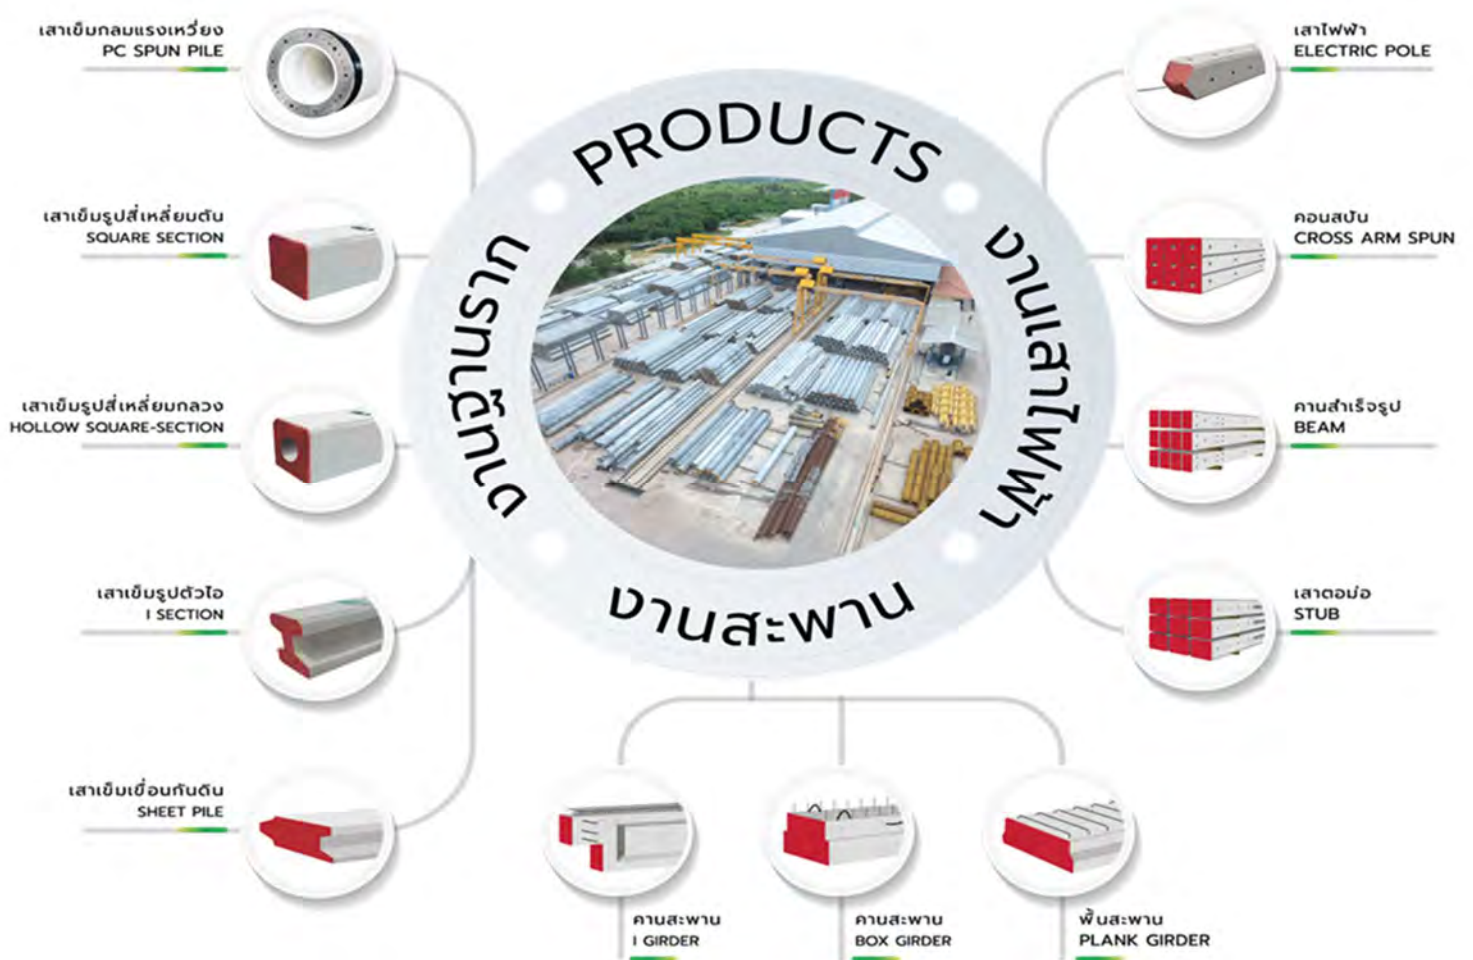 เสาเข็มกลมแรงเหวี่ยง
PC SPUN PILE
เสาเข็มรูปสี่เหลี่ยมตัน
SQUARE SECTION
เสาเข็มรูปสี่เหลี่ยมกลวง
HOLLOW SQUARE-SECTION
เสาเข็มรูปตัวไอ
I SECTION
เสาเข็มเขื่อนกันดิน
SHEET PILE
PRODUCTS
งานฐานราก
งานเสาไฟฟ้า
งานสะพาน
เสาไฟฟ้า
ELECTRIC POLE
คอนสปัน
CROSS ARM SPUN
คานสำเร็จรูป
BEAM
เสาตอม่อ
STUB
คานสะพาน
I GIRDER
คานสะพาน
BOX GIRDER
พื้นสะพาน
PLANK GIRDER